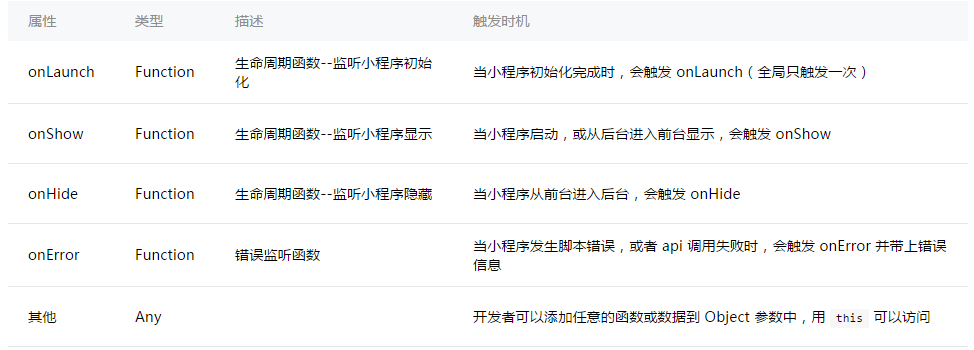 属性 类型 描述 触发时机
onLaunch Function 生命周期函数--监听小程序初始化 当小程序初始化完成时，会触发 onLaunch（全局只触发一次）
onShow Function 生命周期函数--监听小程序显示 当小程序启动，或从后台进入前台显示，会触发 onShow
onHide Function 生命周期函数--监听小程序隐藏 当小程序从前台进入后台，会触发 onHide
onError Function 错误监听函数 当小程序发生脚本错误，或者 api 调用失败时，会触发 onError 并带上错误信息
其他 Any 开发者可以添加任意的函数或数据到 Object 参数中，用 this 可以访问